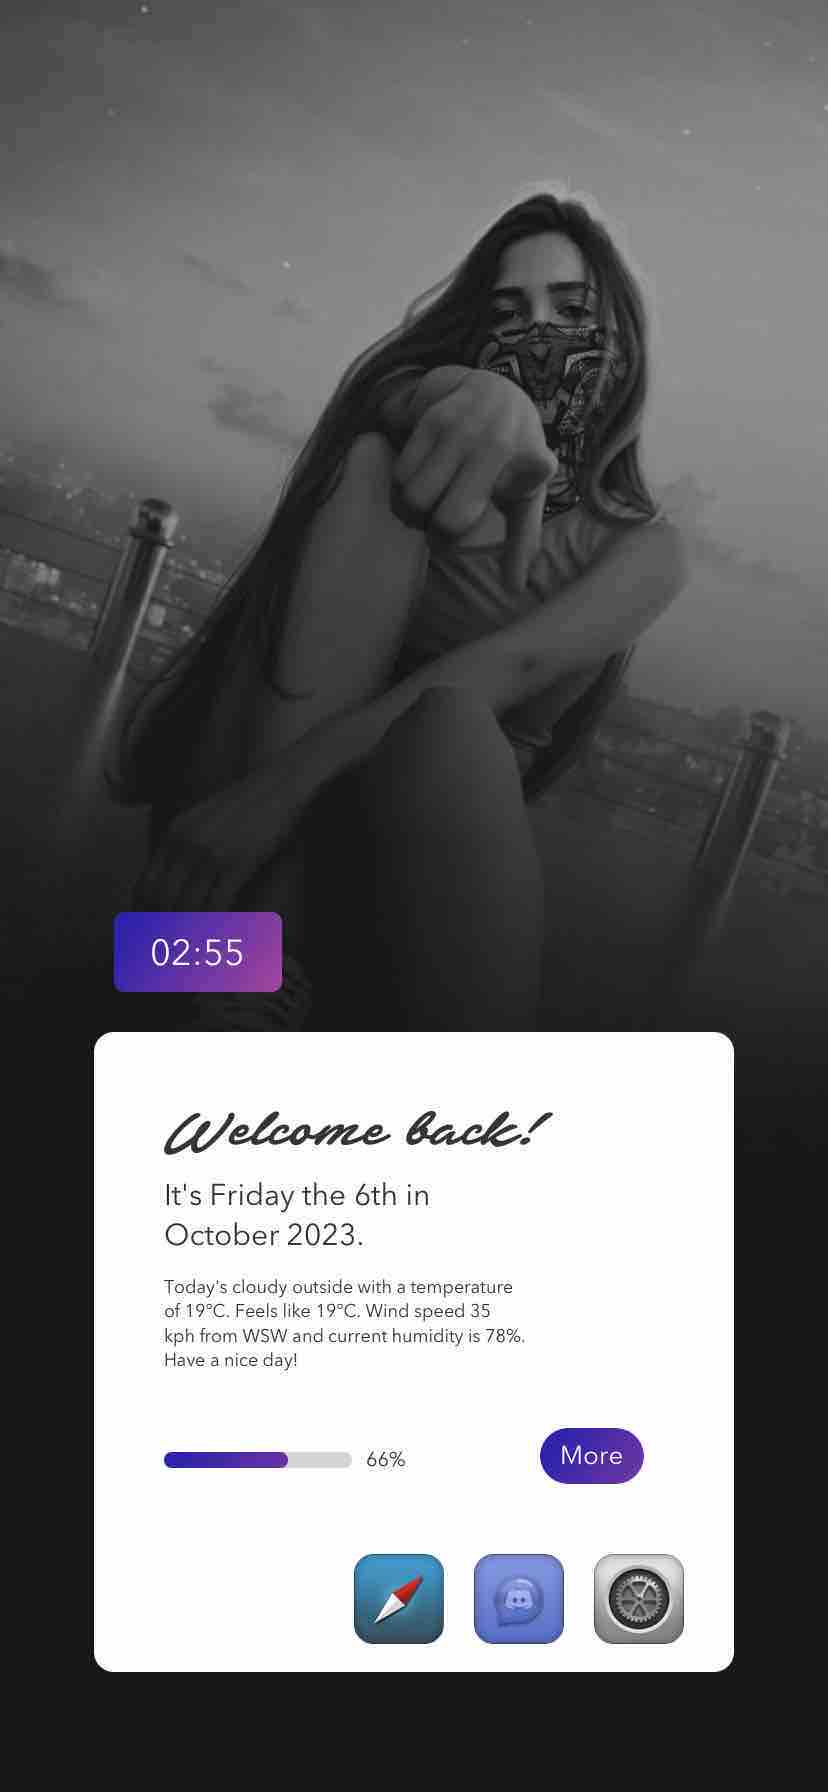 02:55
Welcome back!
It's Friday the 6th in
October 2023.
Today's cloudy outside with a temperature
of 19°C. Feels like 19°C. Wind speed 35
kph from WSW and current humidity is 78%.
Have a nice day!
66%
More